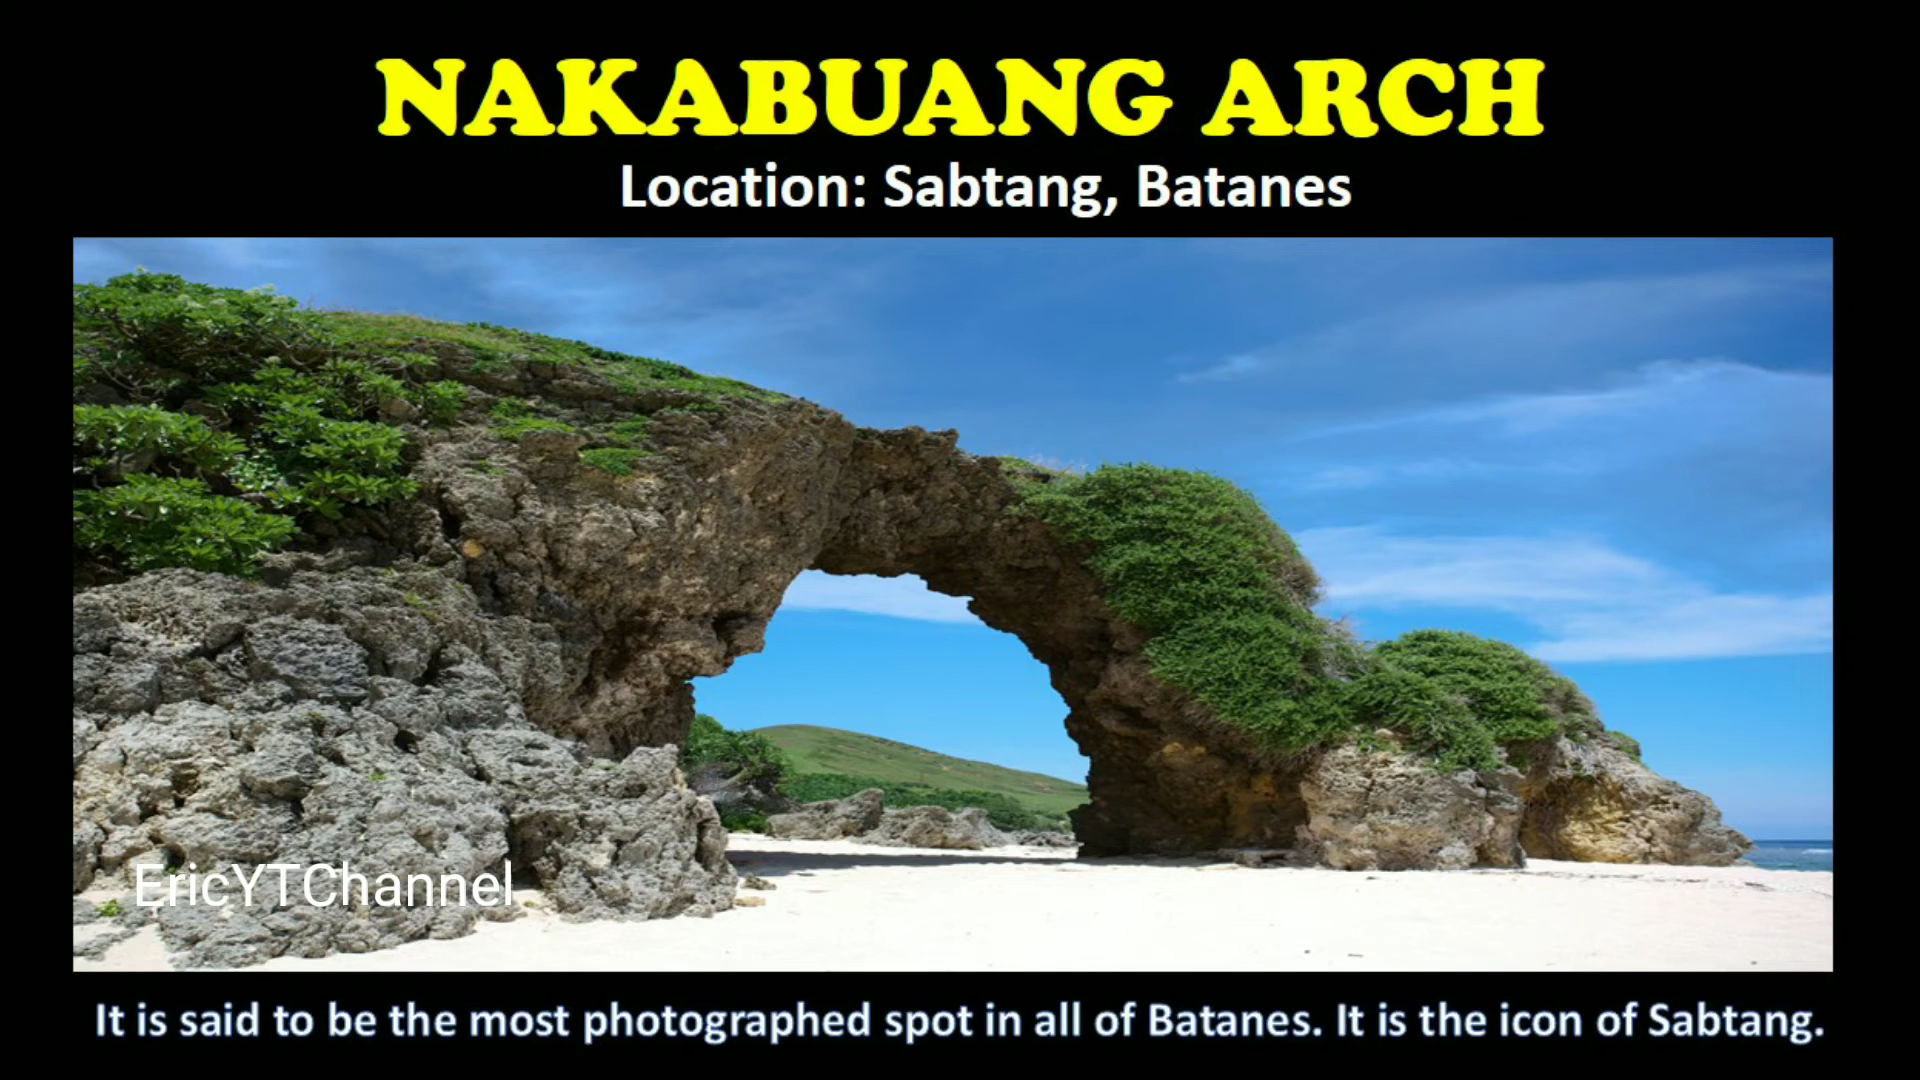 NAKABUANG ARCH
Location: Sabtang, Batanes
EricYTChannel
It is said to be the most photographed spot in all of Batanes. It is the icon of Sabtang.